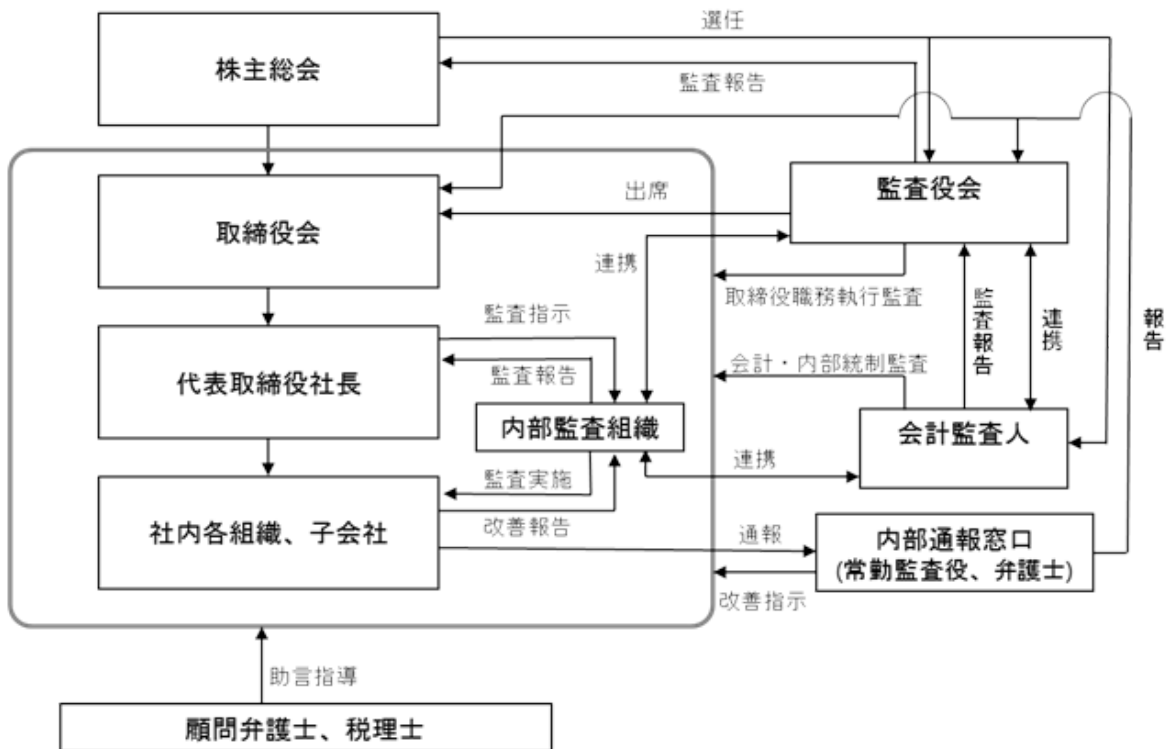 選任
株主総会
監査報告
監査役会
出席
取締役会
連携
取締役職務執行監査
監査指示
監査報告
連携
報告
会計・内部統制監査
監査報告
代表取締役社長
内部監査組織
会計監査人
連携
監査実施
社内各組織、子会社
改善報告
通報
内部通報窓口
(常勤監査役、弁護士)
改善指示
助言指導
顧問弁護士、税理士